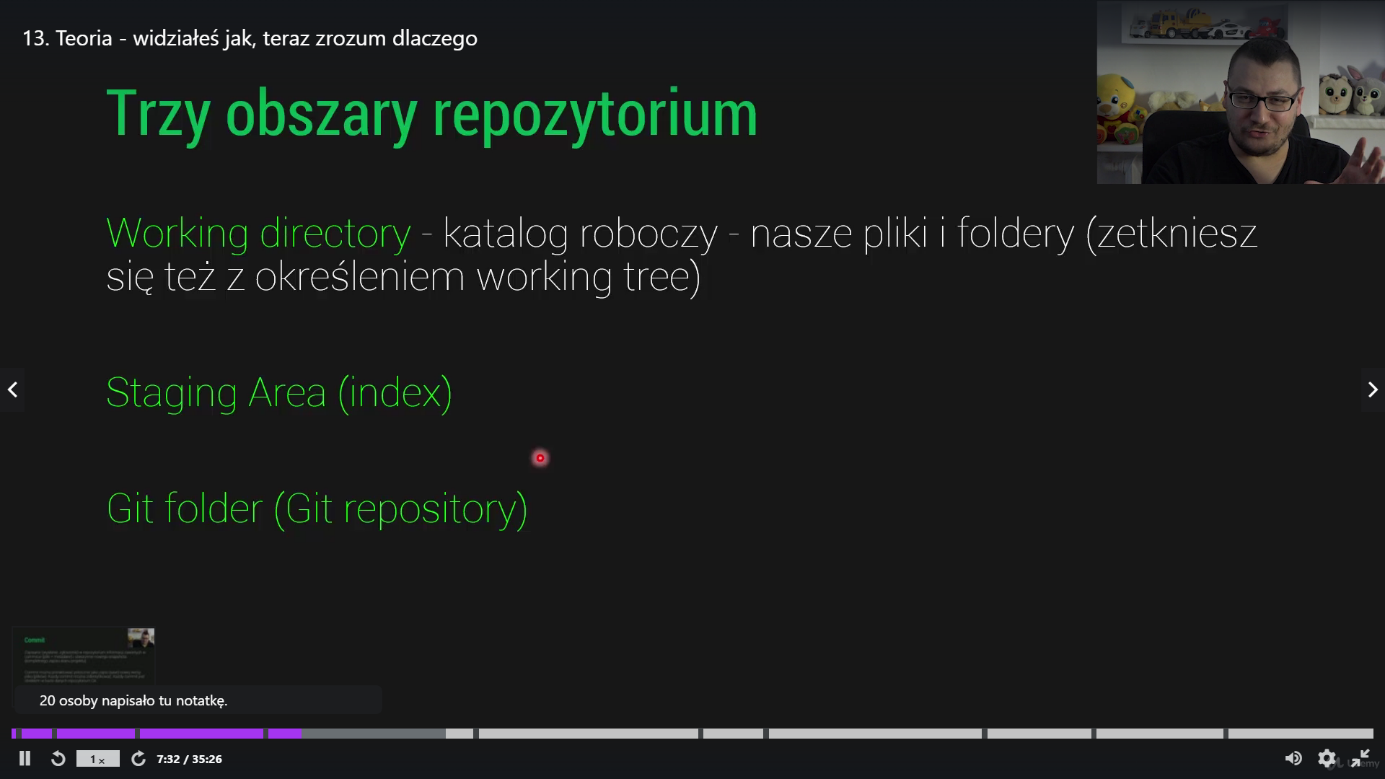 13. Teoria - widziałeś jak, teraz zrozum dlaczego
Trzy obszary repozytorium
Working directory - katalog roboczy - nasze pliki i foldery (zetkniesz
się też z określeniem working tree)
Staging Area (index)
Git folder (Git repository)
Commit
20 osoby napisało tu notatkę.
1x
7:32 / 35:26
Udemy